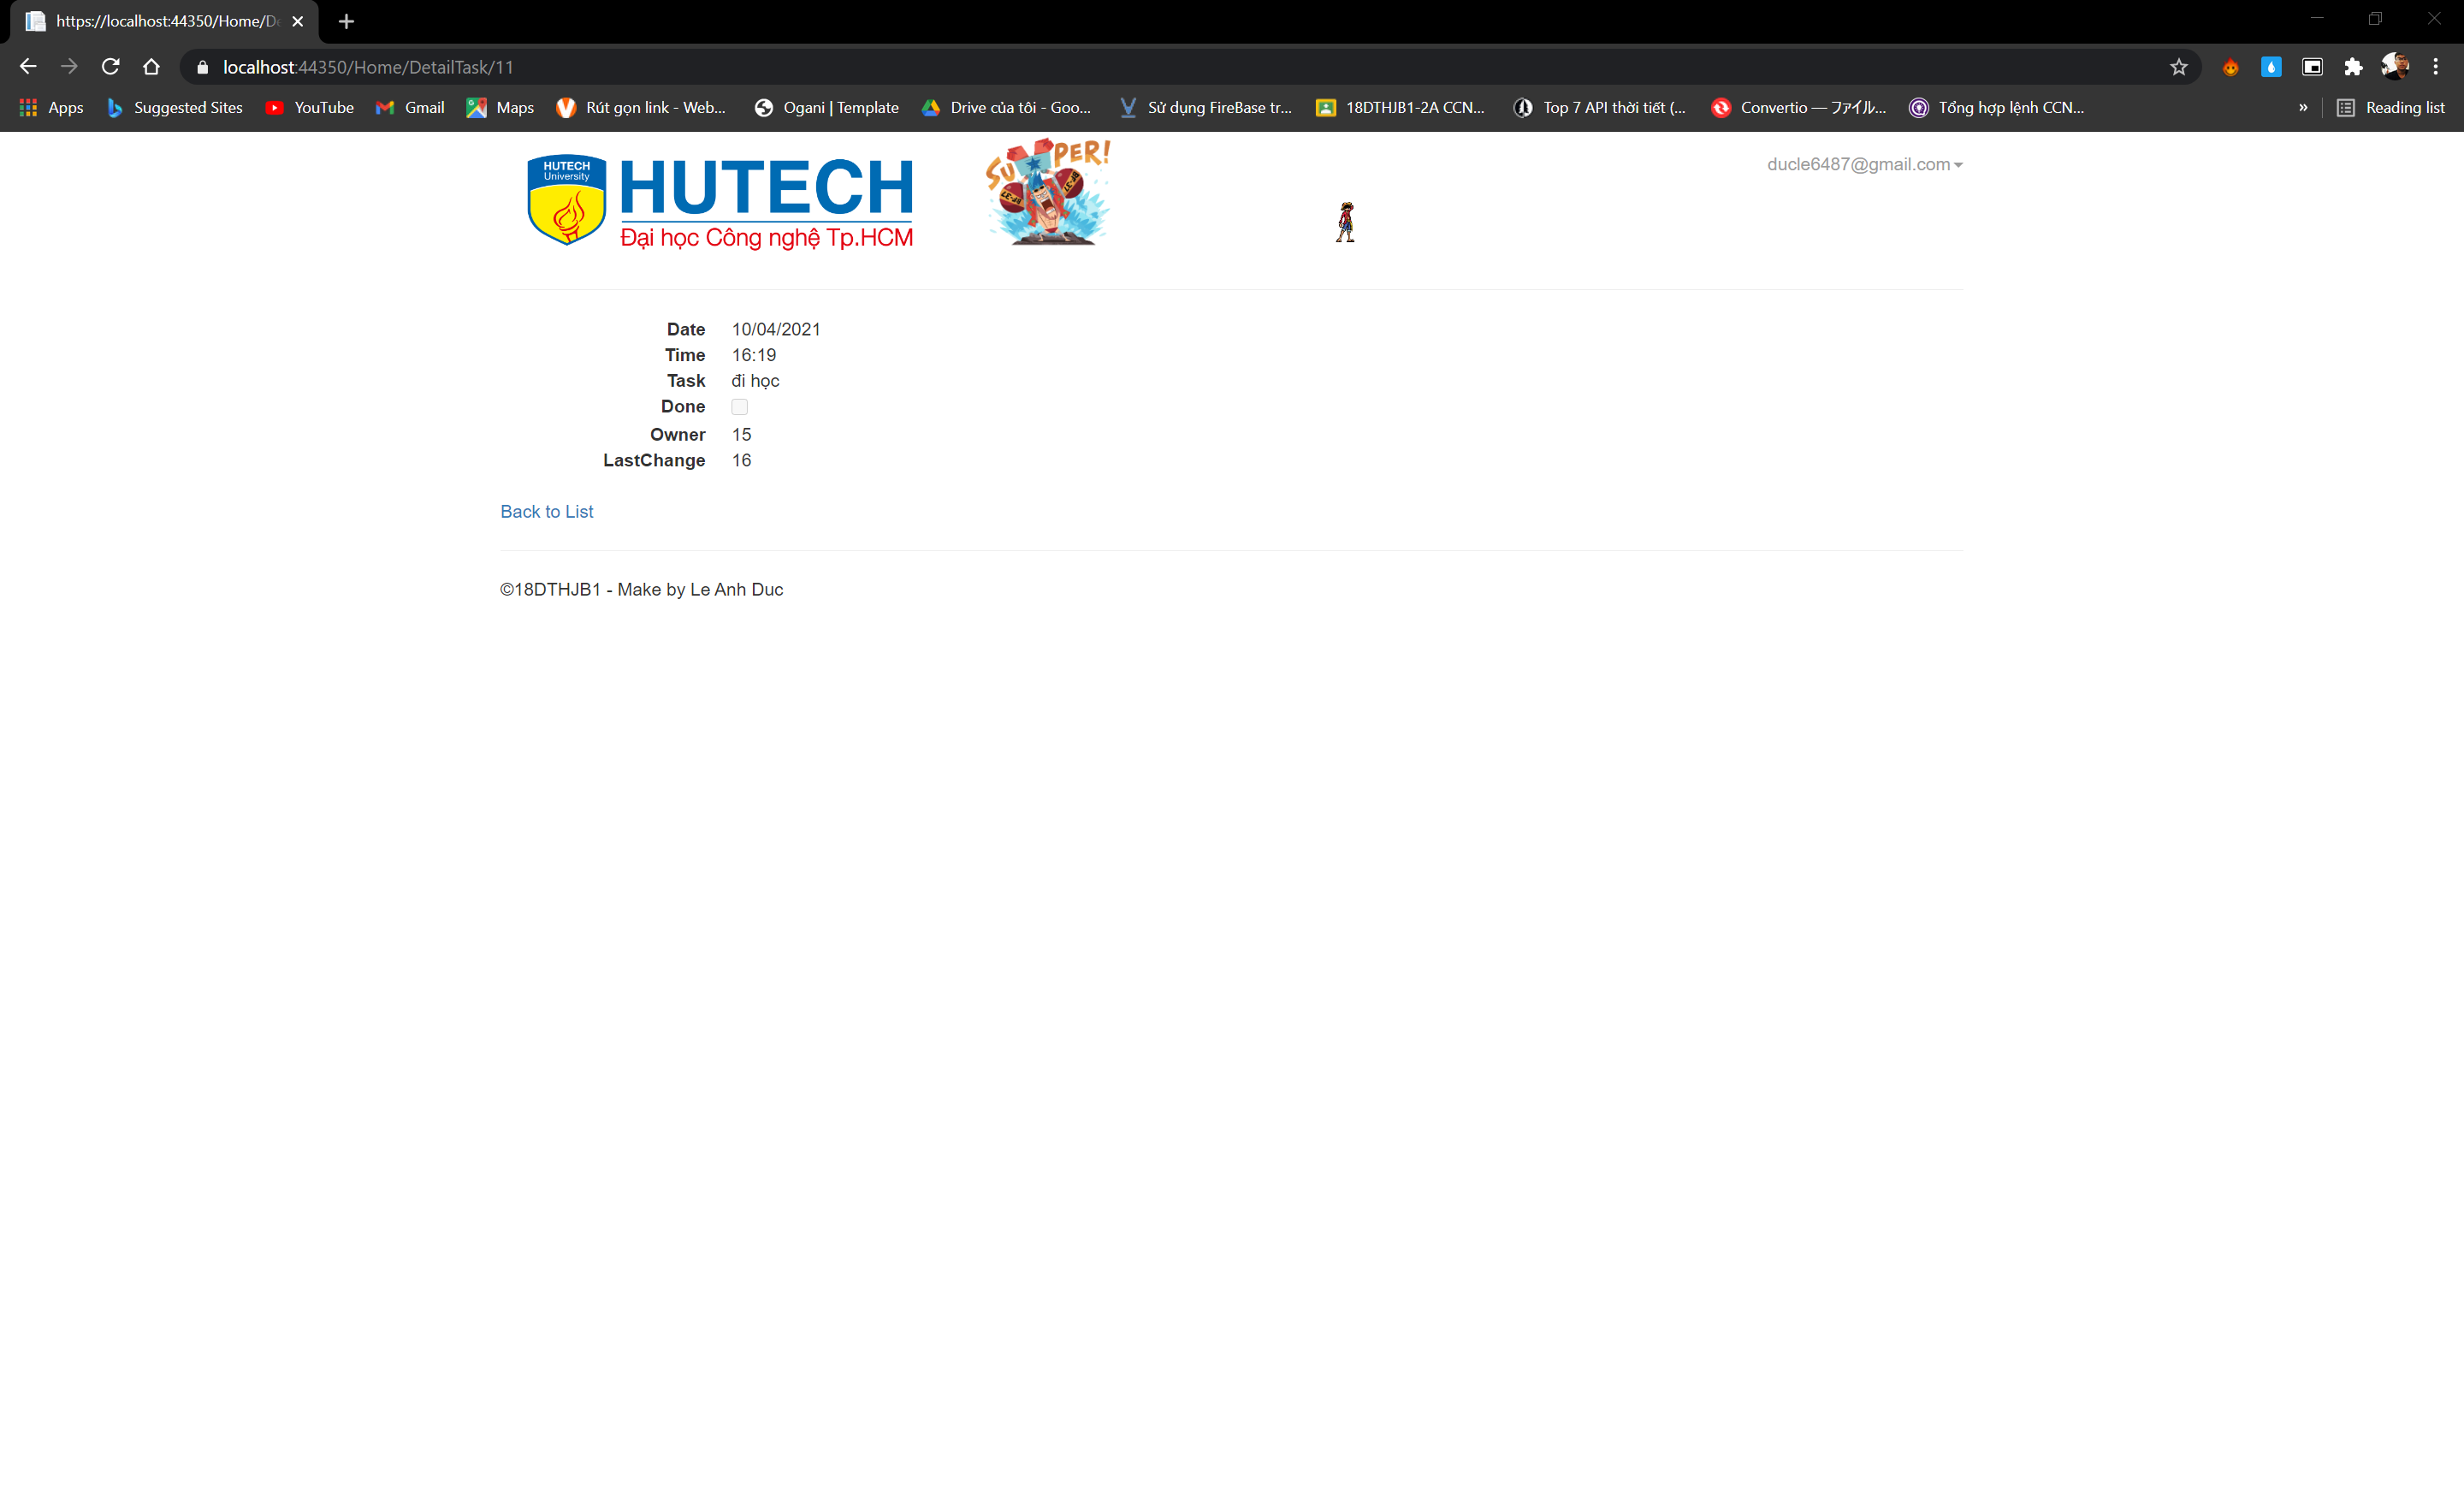 https://localhost:44350/Home/De
localhost:44350/Home/DetailTask/11
Apps Suggested Sites YouTube Gmail Maps Rút gọn link - Web... Ogani | Template Drive của tôi - Goo... Sử dụng FireBase tr... 18DTHJB1-2A CCN... Top 7 API thời tiết (... Convertio — ファイル... Tổng hợp lệnh CCN... » Reading list
HUTECH
University
HUTECH
Đại học Công nghệ Tp.HCM
SUPER!
ducle6487@gmail.com
Date 10/04/2021
Time 16:19
Task đi học
Done
Owner 15
LastChange 16
Back to List
©18DTHJB1 - Make by Le Anh Duc